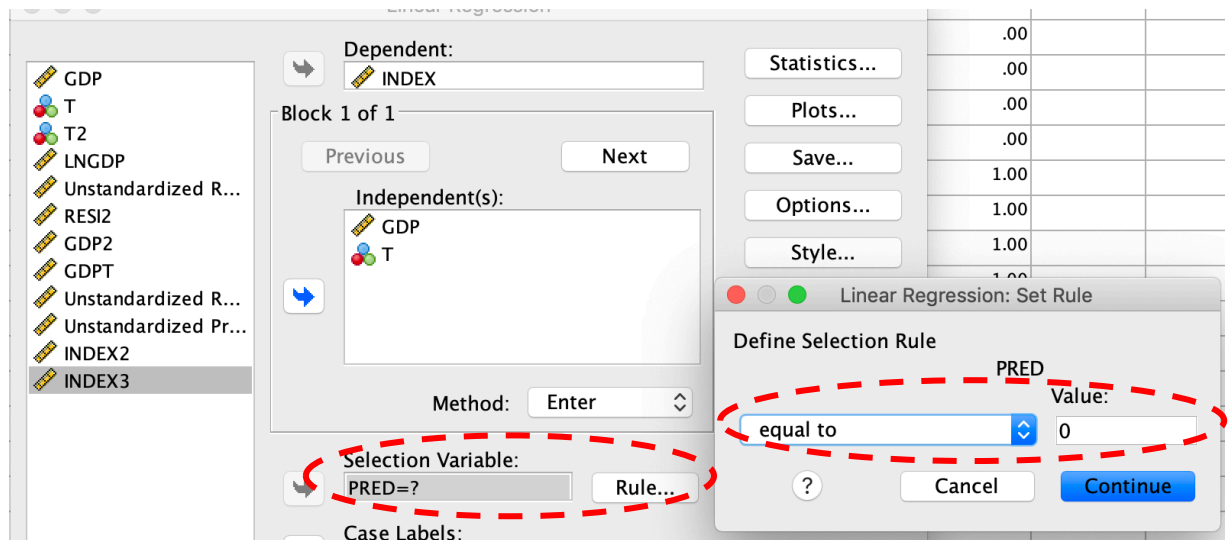 Linear Regression
Dependent:
INDEX
GDP
T
T2
LNGDP
Unstandardized R...
RESI2
GDP2
GDPT
Unstandardized R...
Unstandardized Pr...
INDEX2
INDEX3
Block 1 of 1
Previous
Next
Independent(s):
GDP
T
Method:
Enter
Selection Variable:
PRED=?
Rule...
Case Labels:
Statistics...
Plots...
Save...
Options...
Style...
.00
.00
.00
.00
1.00
1.00
1.00
1.00
Linear Regression: Set Rule
Define Selection Rule
PRED
Value:
equal to
0
?
Cancel
Continue